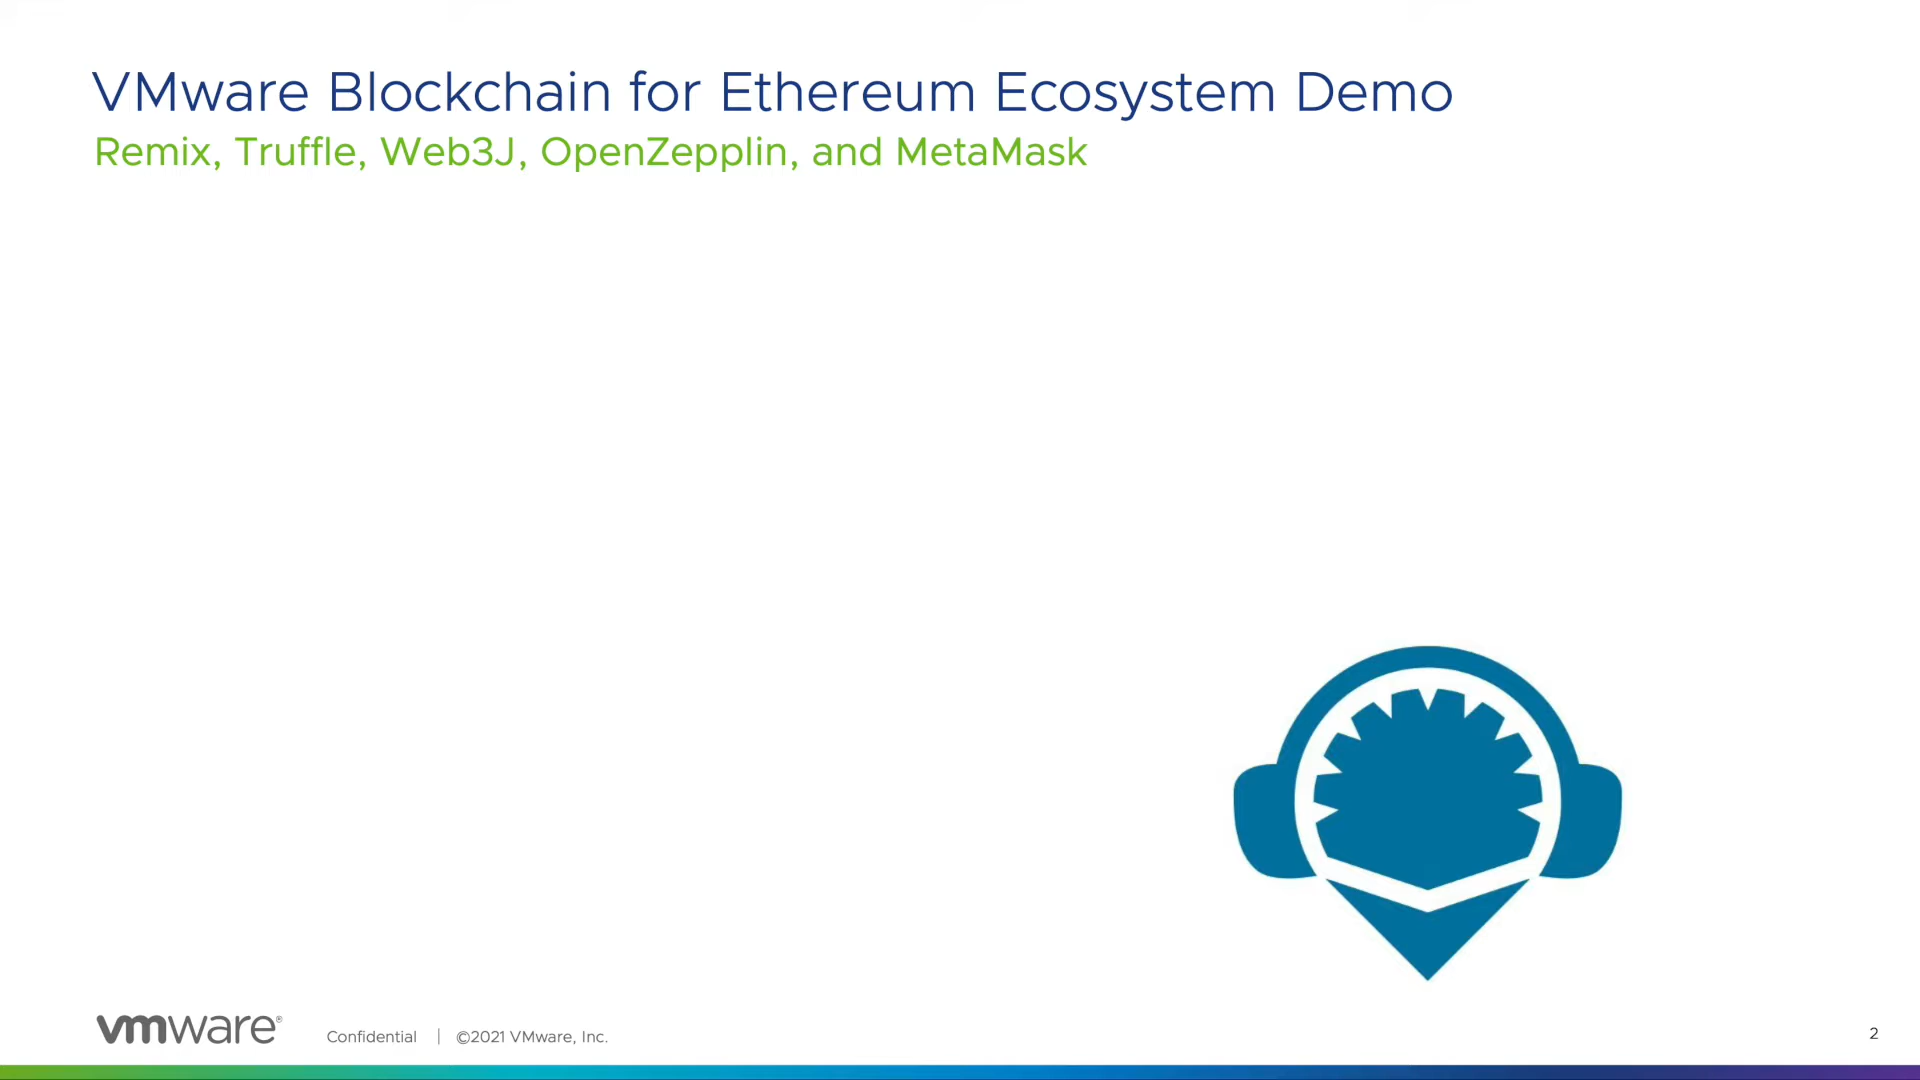 VMware Blockchain for Ethereum Ecosystem Demo
Remix, Truffle, Web3J, OpenZepplin, and MetaMask
vmware®
Confidential | ©2021 VMware, Inc.
2